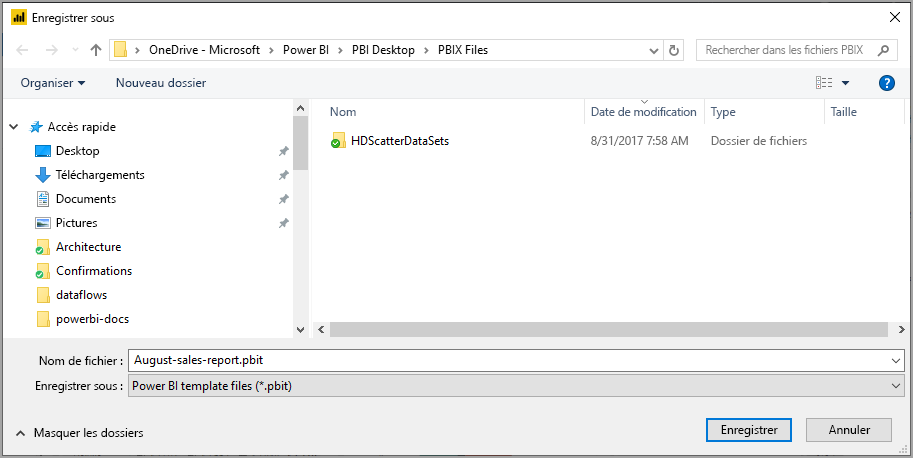 Enregistrer sous
OneDrive - Microsoft > Power BI > PBI Desktop > PBIX Files
Rechercher dans les fichiers PBIX
Organiser
Nouveau dossier
?
Nom
Date de modification
Type
Taille
Accès rapide
Desktop
Téléchargements
Documents
Pictures
Architecture
Confirmations
dataflows
powerbi-docs
HDScatterDataSets
8/31/2017 7:58 AM
Dossier de fichiers
Nom de fichier :
August-sales-report.pbit
Enregistrer sous :
Power BI template files (*.pbit)
Masquer les dossiers
Enregistrer
Annuler